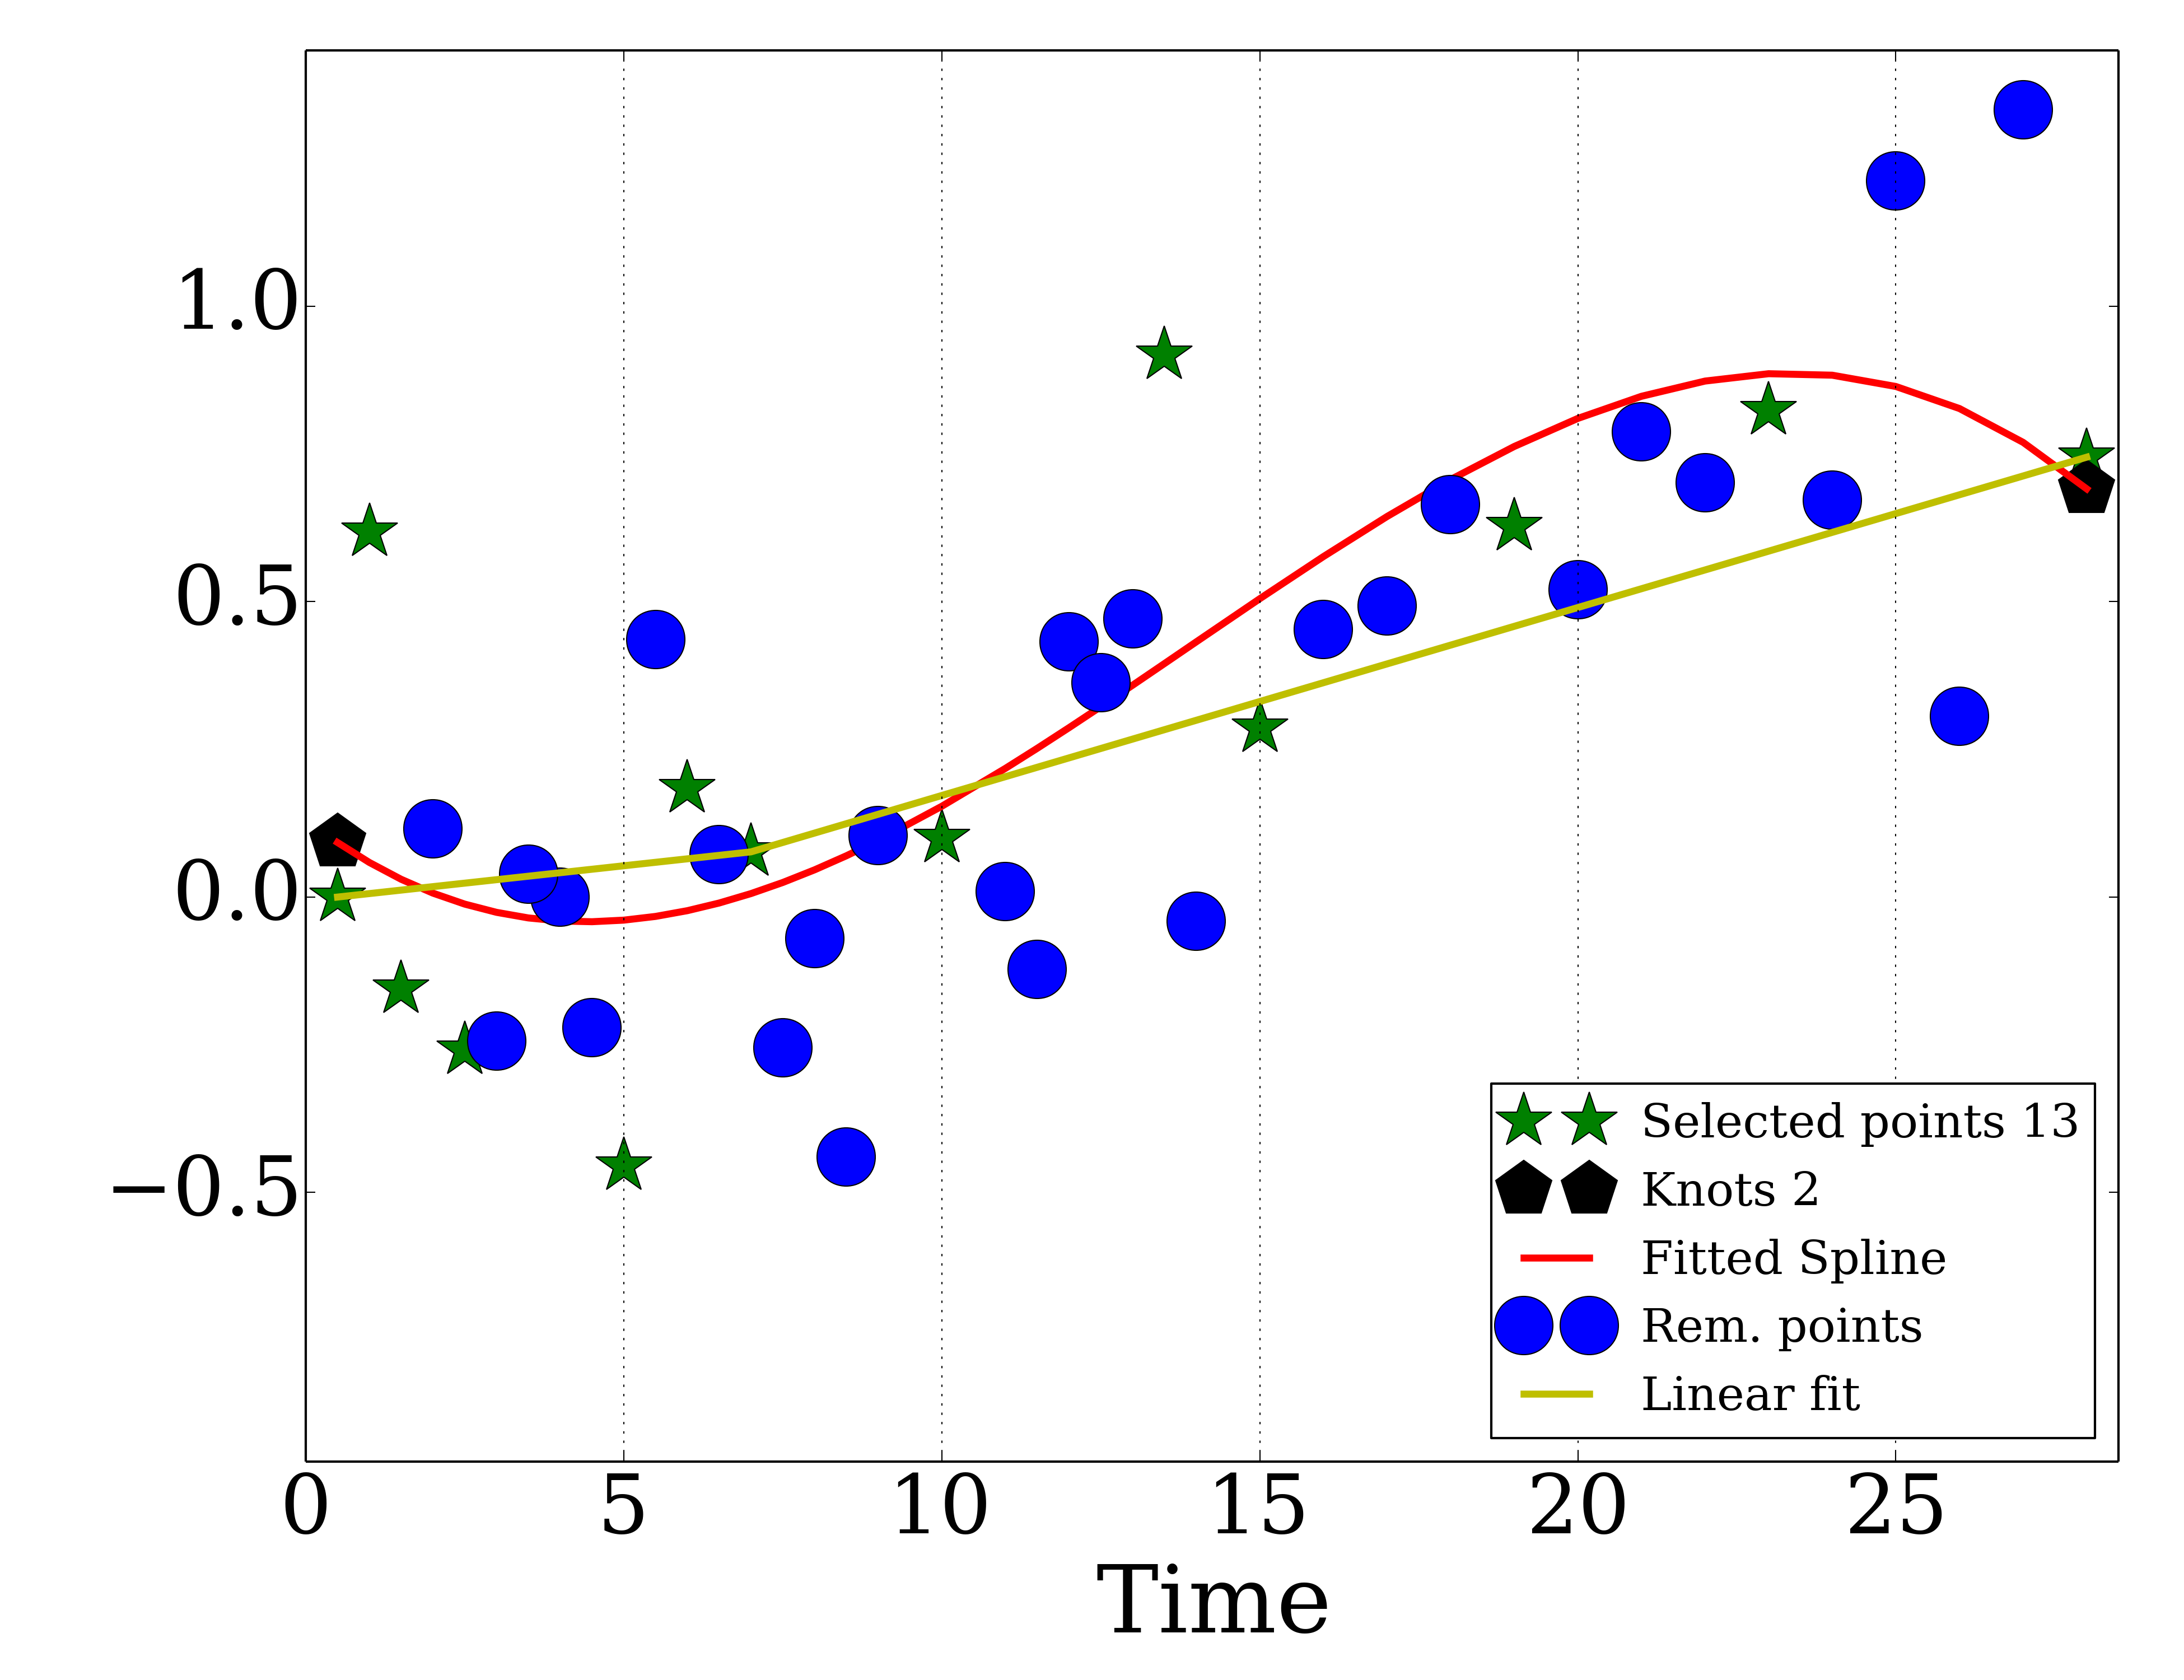 1.0
0.5
0.0
−0.5
0 5 10 15 20 25
Time
Selected points 13
Knots 2
Fitted Spline
Rem. points
Linear fit